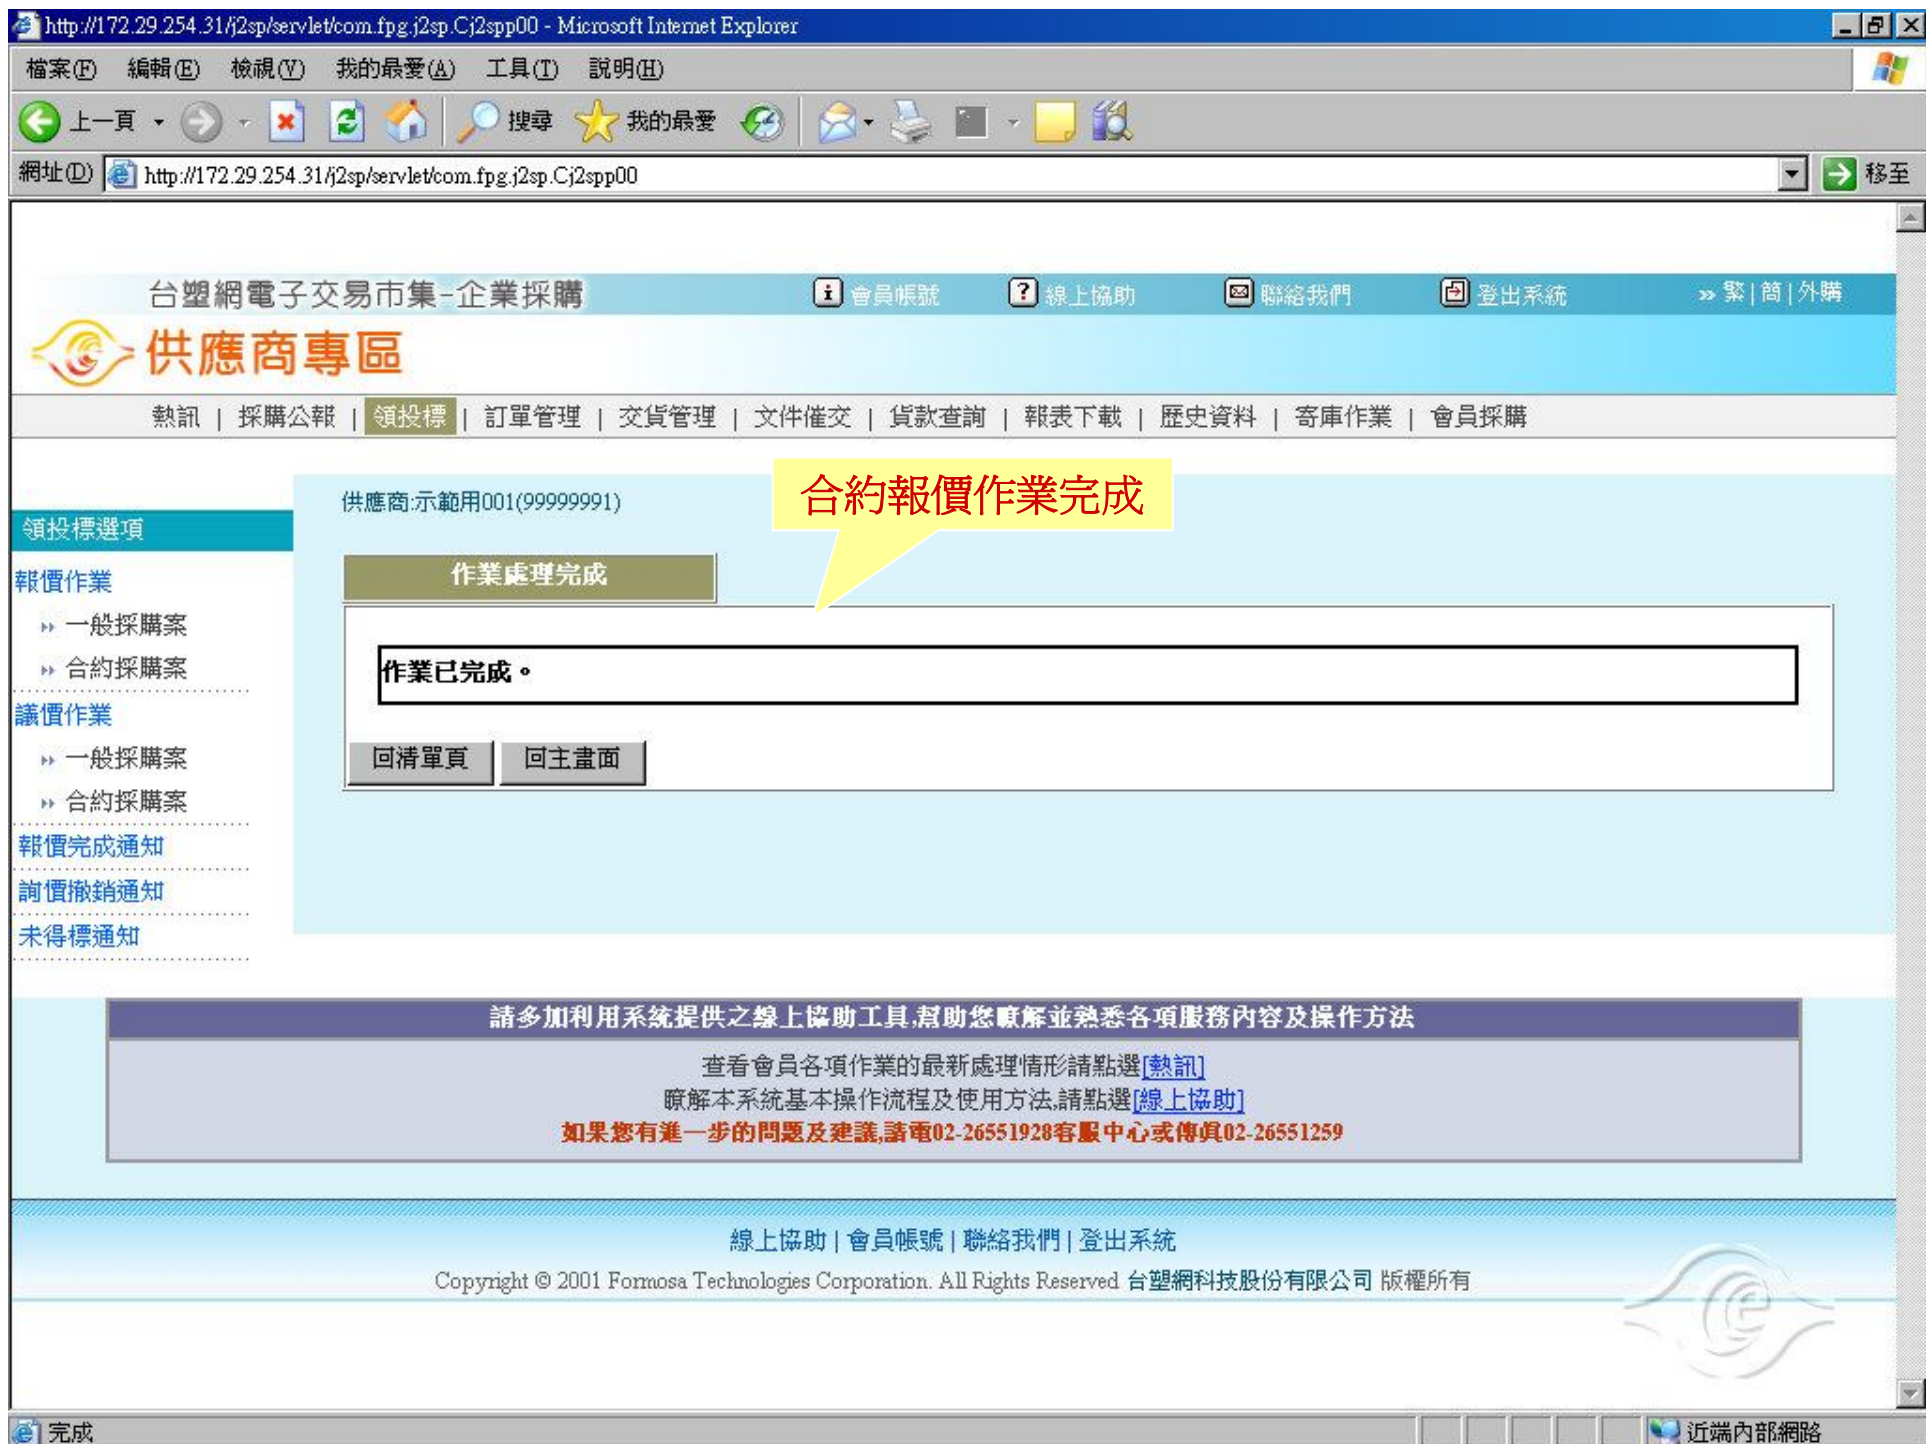 http://172.29.254.31/j2sp/servlet/com.fpg.j2sp.Cj2spp00 - Microsoft Internet Explorer
檔案(F) 編輯(E) 檢視(V) 我的最愛(A) 工具(T) 說明(H)
上一頁 搜尋 我的最愛
網址(D) http://172.29.254.31/j2sp/servlet/com.fpg.j2sp.Cj2spp00 移至
台塑網電子交易市集-企業採購 會員帳號 線上協助 聯絡我們 登出系統 » 繁|簡|外購
供應商專區
熱訊 | 採購公報 | 領投標 | 訂單管理 | 交貨管理 | 文件催交 | 貨款查詢 | 報表下載 | 歷史資料 | 寄庫作業 | 會員採購
合約報價作業完成
供應商:示範用001(99999991)
領投標選項
報價作業
» 一般採購案
» 合約採購案
議價作業
» 一般採購案
» 合約採購案
報價完成通知
詢價撤銷通知
未得標通知
作業處理完成
作業已完成。
回清單頁 回主畫面
請多加利用系統提供之線上協助工具,幫助您瞭解並熟悉各項服務內容及操作方法
查看會員各項作業的最新處理情形請點選[熱訊]
瞭解本系統基本操作流程及使用方法,請點選[線上協助]
如果您有進一步的問題及建議,請電02-26551928客服中心或傳真02-26551259
線上協助 | 會員帳號 | 聯絡我們 | 登出系統
Copyright © 2001 Formosa Technologies Corporation. All Rights Reserved 台塑網科技股份有限公司 版權所有
完成 近端內部網路